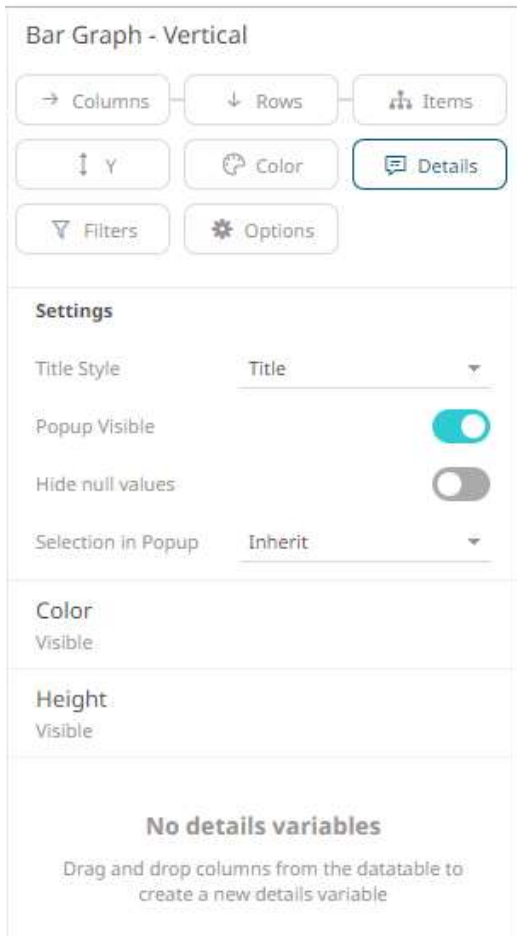 Bar Graph - Vertical
Columns Rows Items
Y Color Details
Filters Options
Settings
Title Style Title
Popup Visible
Hide null values
Selection in Popup Inherit
Color
Visible
Height
Visible
No details variables
Drag and drop columns from the datatable to
create a new details variable